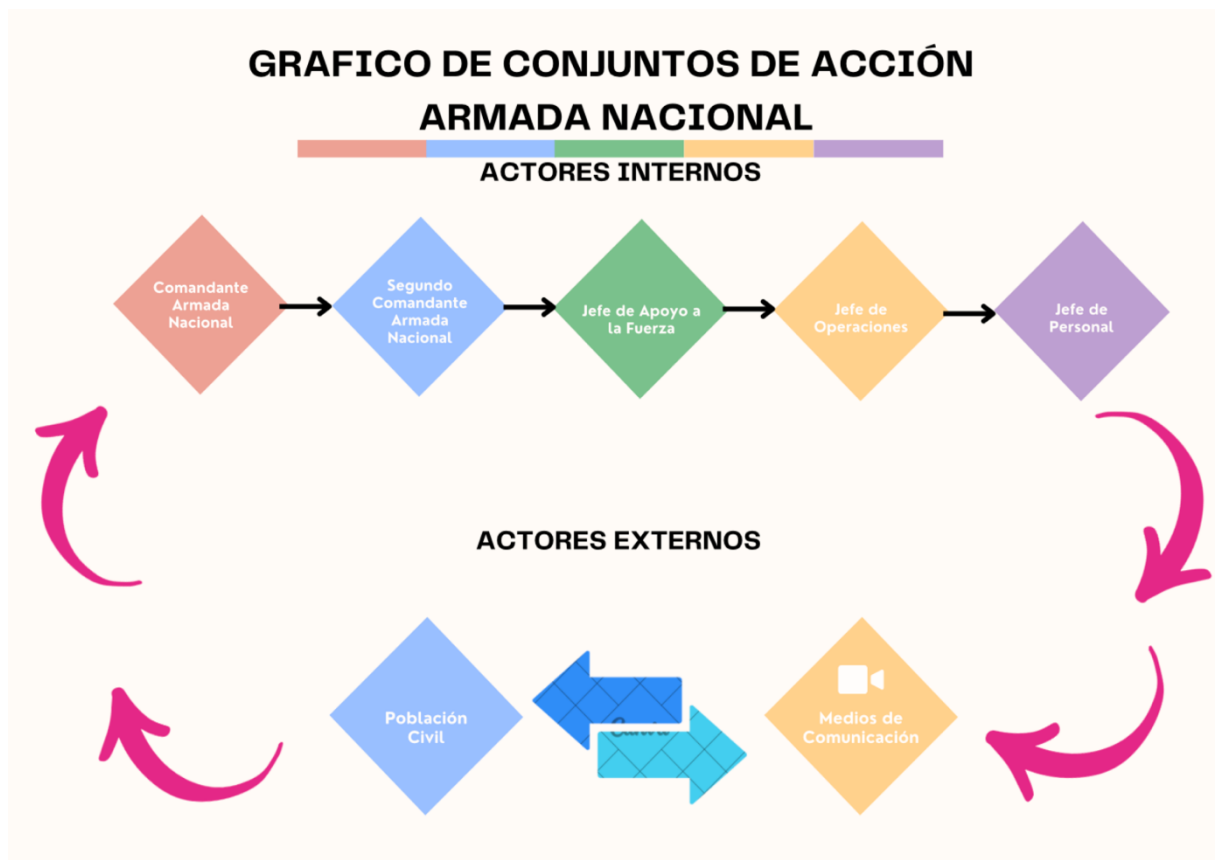 GRAFICO DE CONJUNTOS DE ACCIÓN
ARMADA NACIONAL
ACTORES INTERNOS
Comandante
Armada
Nacional
Segundo
Comandante
Armada
Nacional
Jefe de Apoyo a
la Fuerza
Jefe de
Operaciones
Jefe de
Personal
ACTORES EXTERNOS
Población
Civil
Canva
Medios de
Comunicación